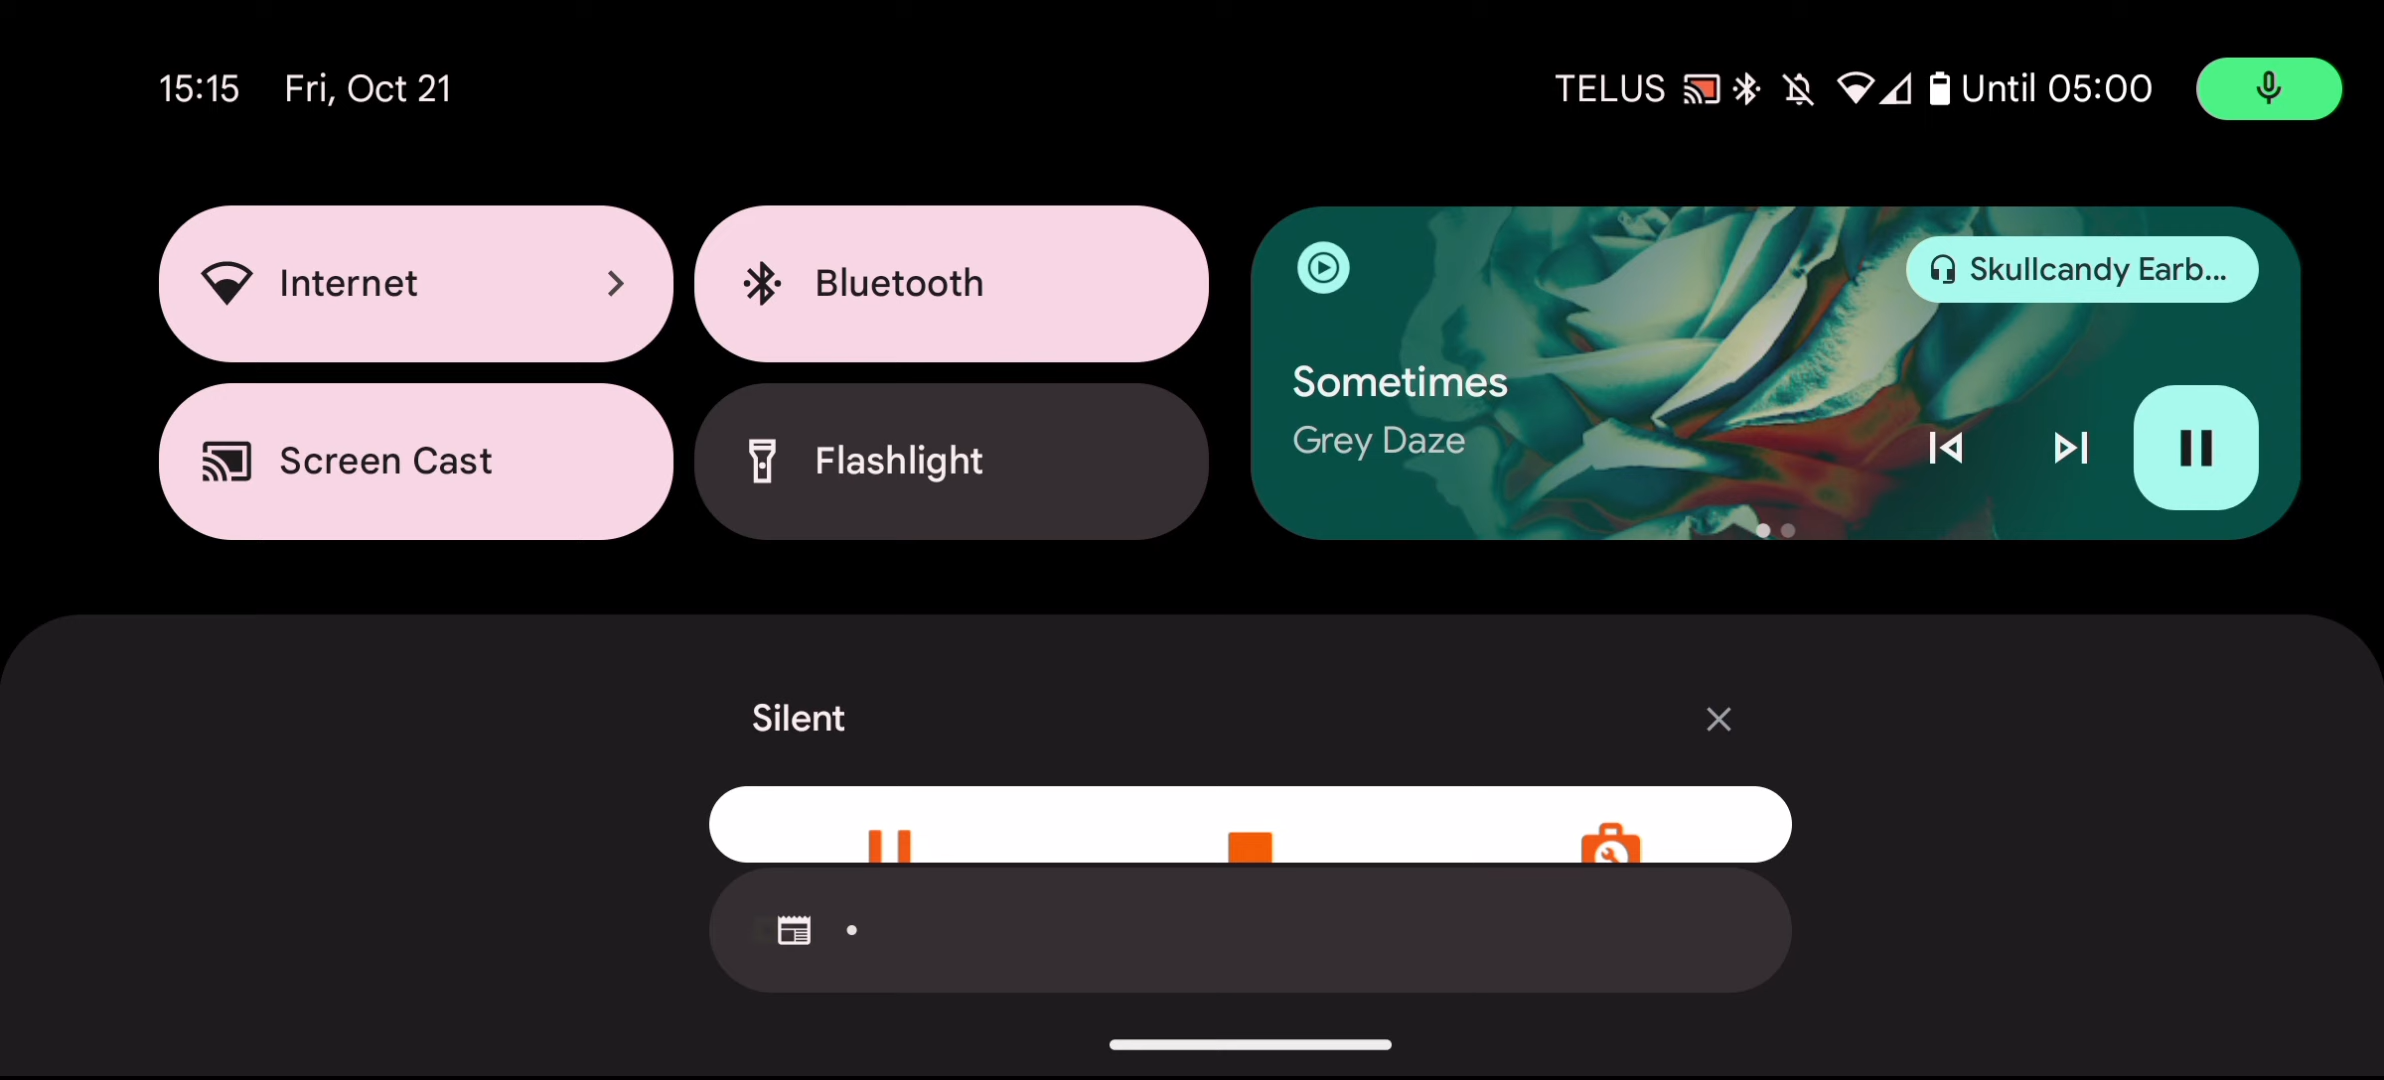 15:15 Fri, Oct 21
TELUS Until 05:00
Internet
Bluetooth
Screen Cast
Flashlight
Skullcandy Earb...
Sometimes
Grey Daze
Silent